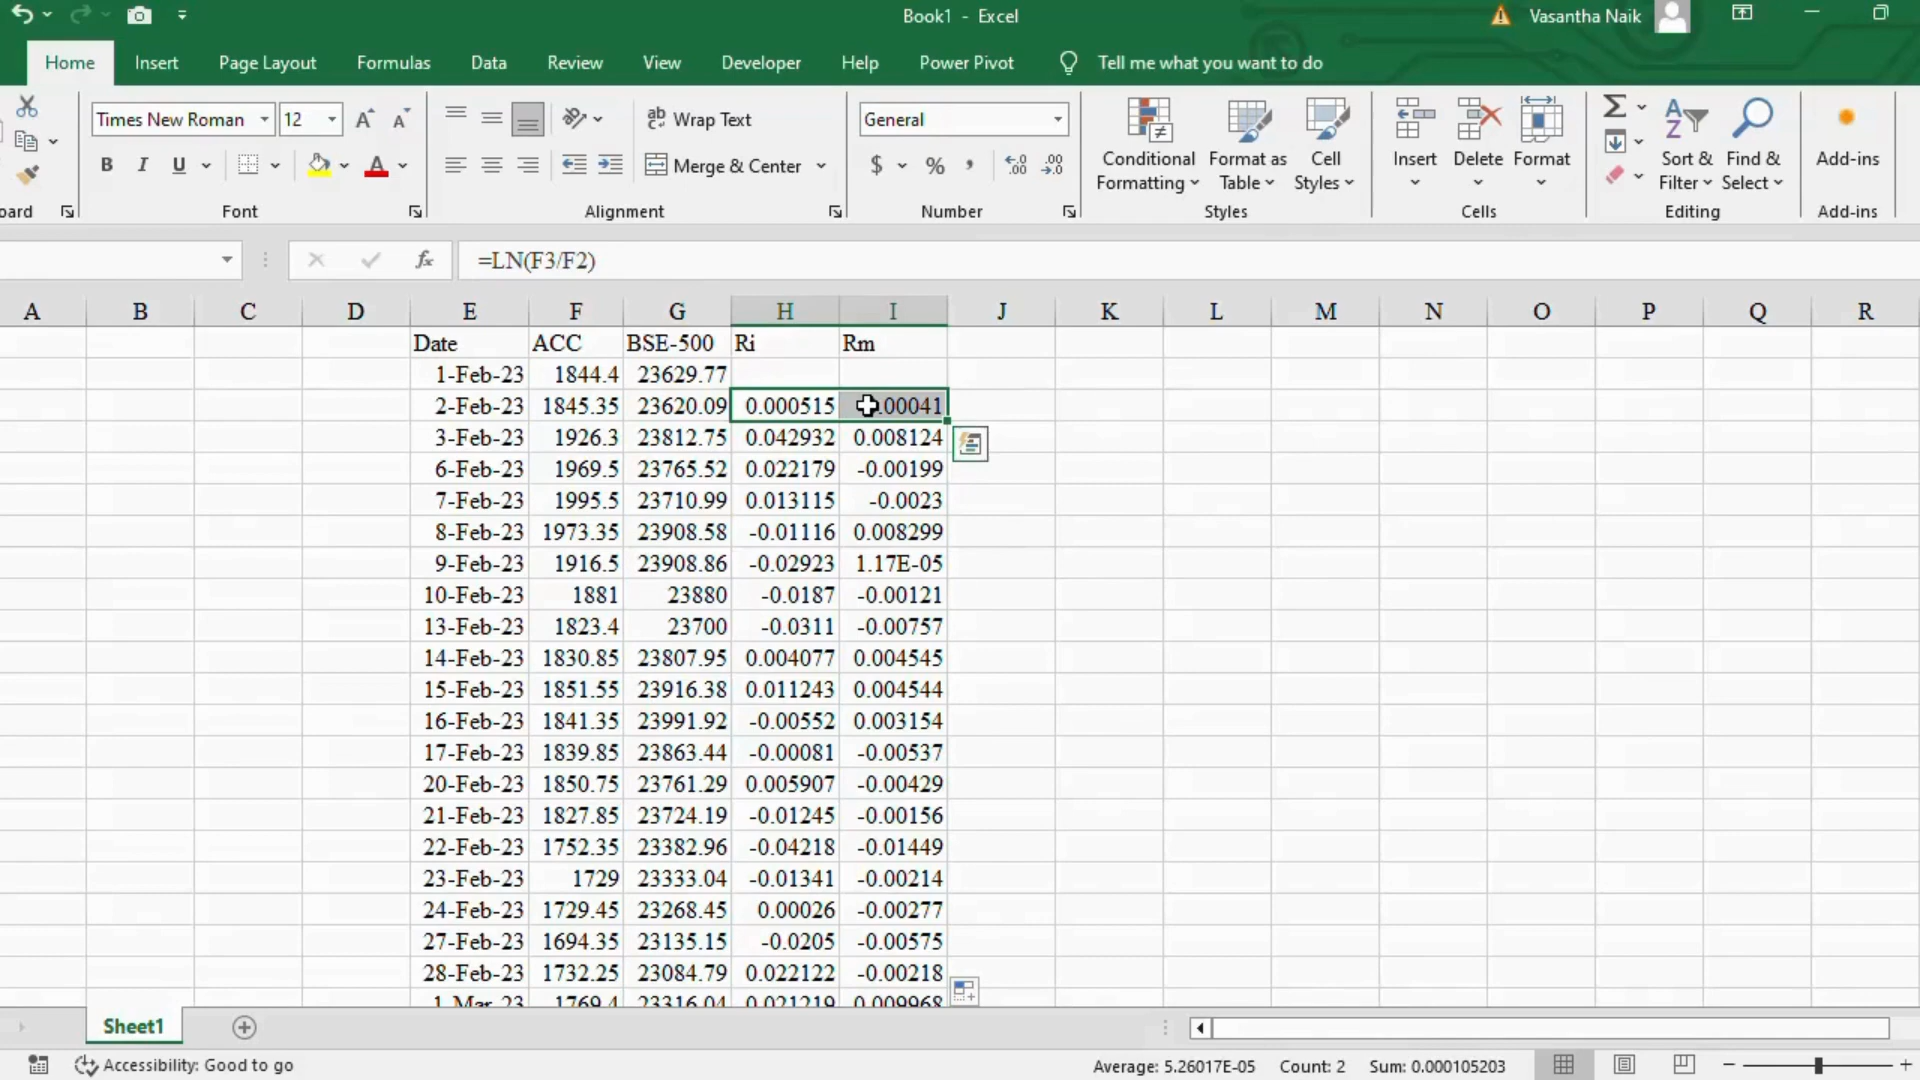 Book1 - Excel
Vasantha Naik
Home Insert Page Layout Formulas Data Review View Developer Help Power Pivot Tell me what you want to do
Times New Roman 12 Wrap Text General
B I U Merge & Center $ % ,
Conditional Formatting
Format as Table
Cell Styles
Insert Delete Format
Sort & Filter
Find & Select
Add-ins
oard Font Alignment Number Styles Cells Editing Add-ins
fx =LN(F3/F2)
A B C D E F G H I J K L M N O P Q R
Date ACC BSE-500 Ri Rm
1-Feb-23 1844.4 23629.77
2-Feb-23 1845.35 23620.09 0.000515 .00041
3-Feb-23 1926.3 23812.75 0.042932 0.008124
6-Feb-23 1969.5 23765.52 0.022179 -0.00199
7-Feb-23 1995.5 23710.99 0.013115 -0.0023
8-Feb-23 1973.35 23908.58 -0.01116 0.008299
9-Feb-23 1916.5 23908.86 -0.02923 1.17E-05
10-Feb-23 1881 23880 -0.0187 -0.00121
13-Feb-23 1823.4 23700 -0.0311 -0.00757
14-Feb-23 1830.85 23807.95 0.004077 0.004545
15-Feb-23 1851.55 23916.38 0.011243 0.004544
16-Feb-23 1841.35 23991.92 -0.00552 0.003154
17-Feb-23 1839.85 23863.44 -0.00081 -0.00537
20-Feb-23 1850.75 23761.29 0.005907 -0.00429
21-Feb-23 1827.85 23724.19 -0.01245 -0.00156
22-Feb-23 1752.35 23382.96 -0.04218 -0.01449
23-Feb-23 1729 23333.04 -0.01341 -0.00214
24-Feb-23 1729.45 23268.45 0.00026 -0.00277
27-Feb-23 1694.35 23135.15 -0.0205 -0.00575
28-Feb-23 1732.25 23084.79 0.022122 -0.00218
1-Mar-23 1769.4 23316.04 0.021219 0.009968
Sheet1
Accessibility: Good to go
Average: 5.26017E-05 Count: 2 Sum: 0.000105203